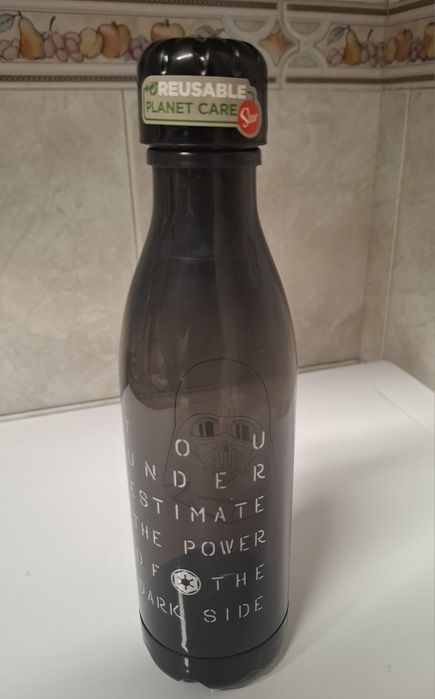 REUSABLE
PLANET CARE
Stor
YOU
UNDER
ESTIMATE
THE POWER
OF THE
DARK SIDE
!